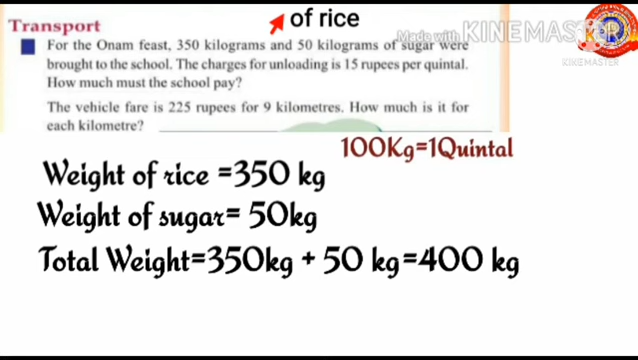 of rice
Transport
Made with KINEMASTER
KINEMASTER
For the Onam feast, 350 kilograms and 50 kilograms of sugar were
brought to the school. The charges for unloading is 15 rupees per quintal.
How much must the school pay?
The vehicle fare is 225 rupees for 9 kilometres. How much is it for
each kilometre?
100Kg=1Quintal
Weight of rice =350 kg
Weight of sugar= 50kg
Total Weight=350kg + 50 kg=400 kg